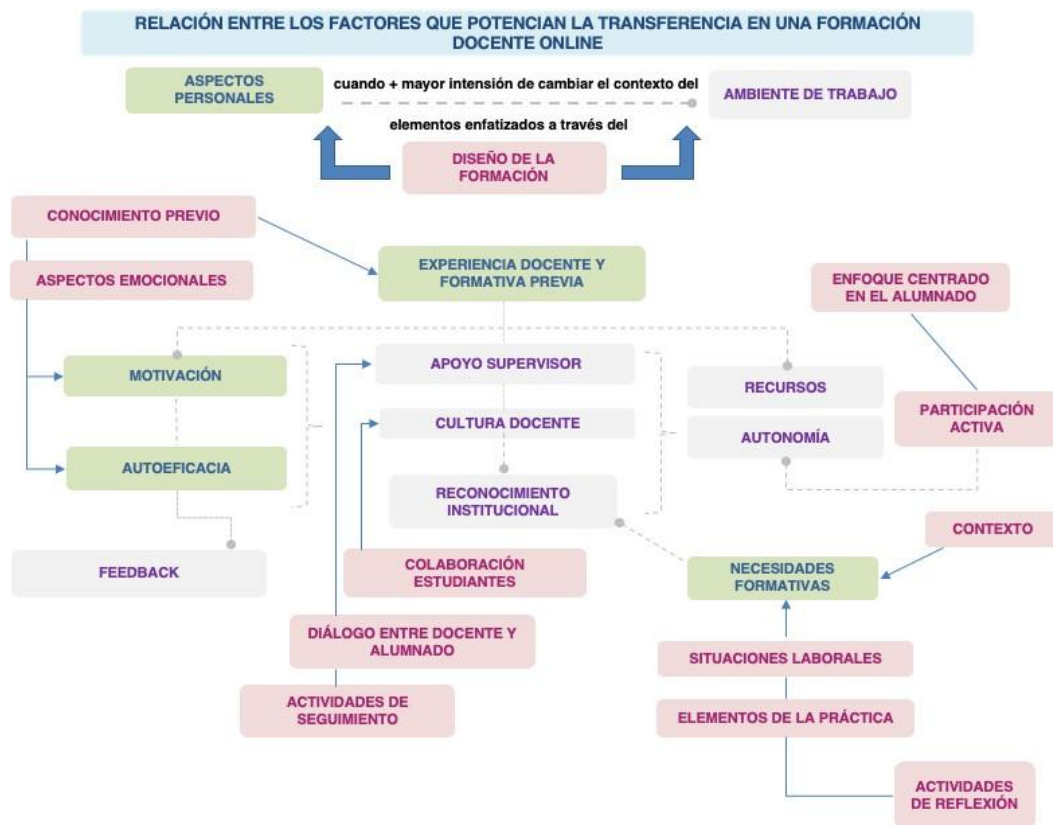 RELACIÓN ENTRE LOS FACTORES QUE POTENCIAN LA TRANSFERENCIA EN UNA FORMACIÓN
DOCENTE ONLINE
ASPECTOS
PERSONALES
cuando + mayor intensión de cambiar el contexto del
AMBIENTE DE TRABAJO
elementos enfatizados a través del
DISEÑO DE LA
FORMACIÓN
CONOCIMIENTO PREVIO
ASPECTOS EMOCIONALES
EXPERIENCIA DOCENTE Y
FORMATIVA PREVIA
ENFOQUE CENTRADO
EN EL ALUMNADO
MOTIVACIÓN
APOYO SUPERVISOR
RECURSOS
PARTICIPACIÓN
ACTIVA
CULTURA DOCENTE
AUTONOMÍA
AUTOEFICACIA
RECONOCIMIENTO
INSTITUCIONAL
CONTEXTO
FEEDBACK
COLABORACIÓN
ESTUDIANTES
NECESIDADES
FORMATIVAS
DIÁLOGO ENTRE DOCENTE Y
ALUMNADO
SITUACIONES LABORALES
ACTIVIDADES DE
SEGUIMIENTO
ELEMENTOS DE LA PRÁCTICA
ACTIVIDADES
DE REFLEXIÓN